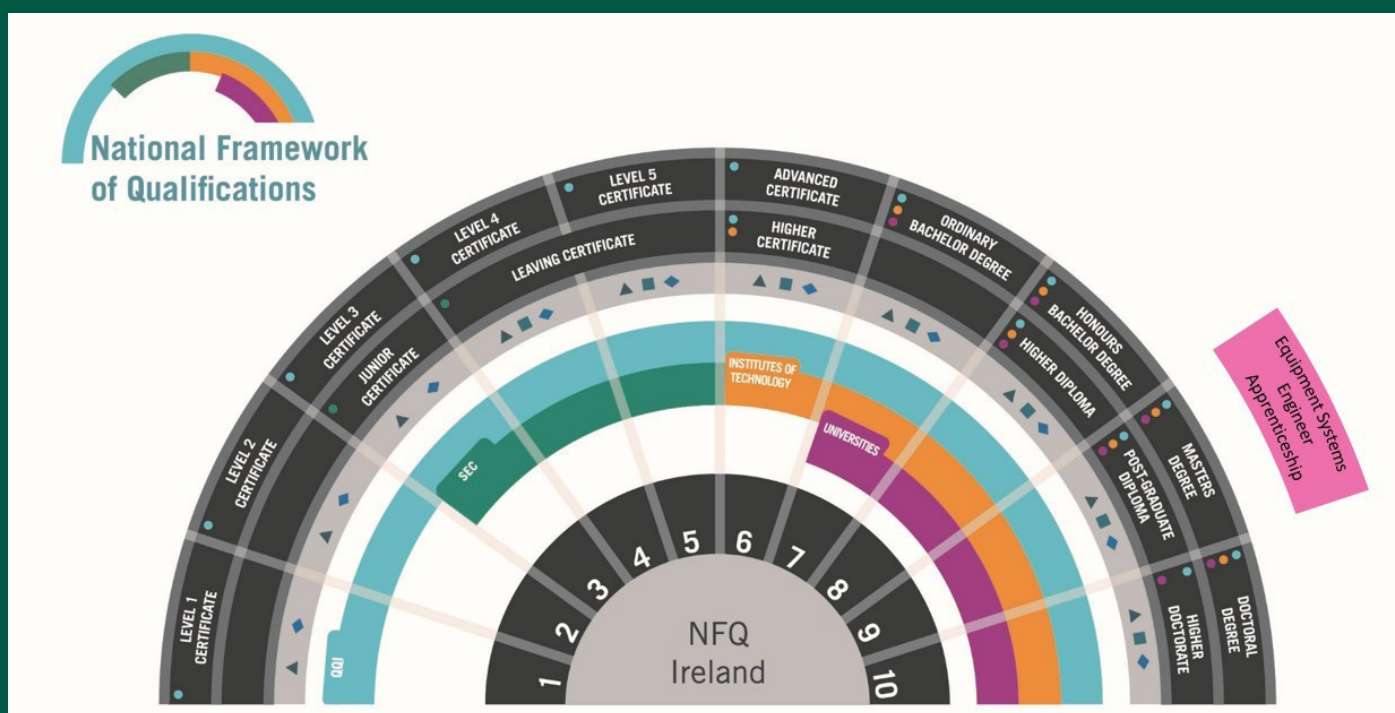 National Framework
of Qualifications
LEVEL 1
CERTIFICATE
LEVEL 2
CERTIFICATE
LEVEL 3
CERTIFICATE
LEVEL 4
CERTIFICATE
LEVEL 5
CERTIFICATE
ADVANCED
CERTIFICATE
ORDINARY
BACHELOR DEGREE
HONOURS
BACHELOR DEGREE
MASTERS
DEGREE
DOCTORAL
DEGREE
JUNIOR
CERTIFICATE
LEAVING CERTIFICATE
HIGHER
CERTIFICATE
HIGHER DIPLOMA
POST-GRADUATE
DIPLOMA
HIGHER
DOCTORATE
QQI
SEC
INSTITUTES OF
TECHNOLOGY
UNIVERSITIES
1
2
3
4
5
6
7
8
9
10
NFQ
Ireland
Equipment Systems
Engineer
Apprenticeship